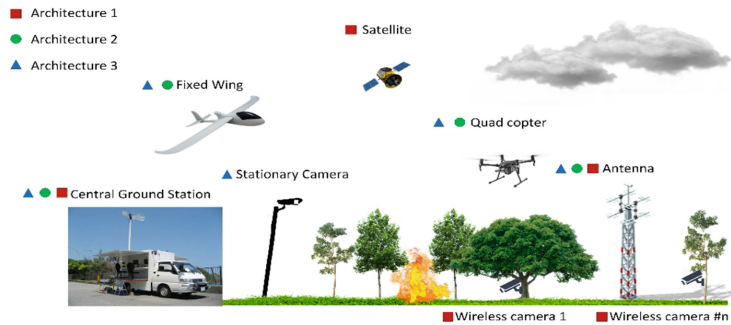 Architecture 1
Architecture 2
Architecture 3
Satellite
Fixed Wing
Quad copter
Stationary Camera
Antenna
Central Ground Station
Wireless camera 1
Wireless camera #n